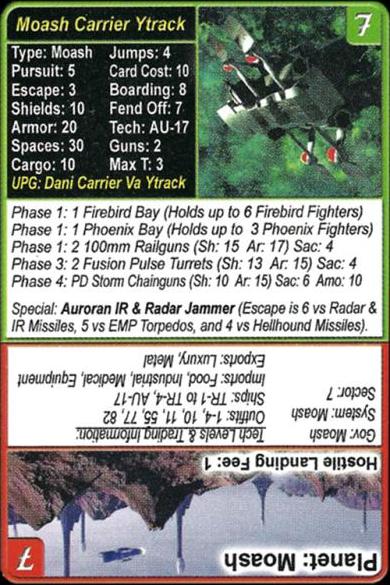 Moash Carrier Ytrack
7
Type: Moash Jumps: 4
Pursuit: 5 Card Cost: 10
Escape: 3 Boarding: 8
Shields: 10 Fend Off: 7
Armor: 20 Tech: AU-17
Spaces: 30 Guns: 2
Cargo: 10 Max T: 3
UPG: Dani Carrier Va Ytrack
Phase 1: 1 Firebird Bay (Holds up to 6 Firebird Fighters)
Phase 1: 1 Phoenix Bay (Holds up to 3 Phoenix Fighters)
Phase 1: 2 100mm Railguns (Sh: 15 Ar: 17) Sac: 4
Phase 3: 2 Fusion Pulse Turrets (Sh: 13 Ar: 15) Sac: 4
Phase 4: PD Storm Chainguns (Sh: 10 Ar: 15) Sac: 6 Amo: 10
Special: Auroran IR & Radar Jammer (Escape is 6 vs Radar &
IR Missiles, 5 vs EMP Torpedos, and 4 vs Hellhound Missiles).
Planet: Moash
7
Hostile Landing Fee: 1
Gov: Moash
System: Moash
Sector: 7
Tech Levels & Trading Information:
Outfits: 1-4, 10, 11, 55, 77, 82
Ships: TR-1 to TR-4, AU-17
Imports: Food, Industrial, Medical, Equipment
Exports: Luxury, Metal